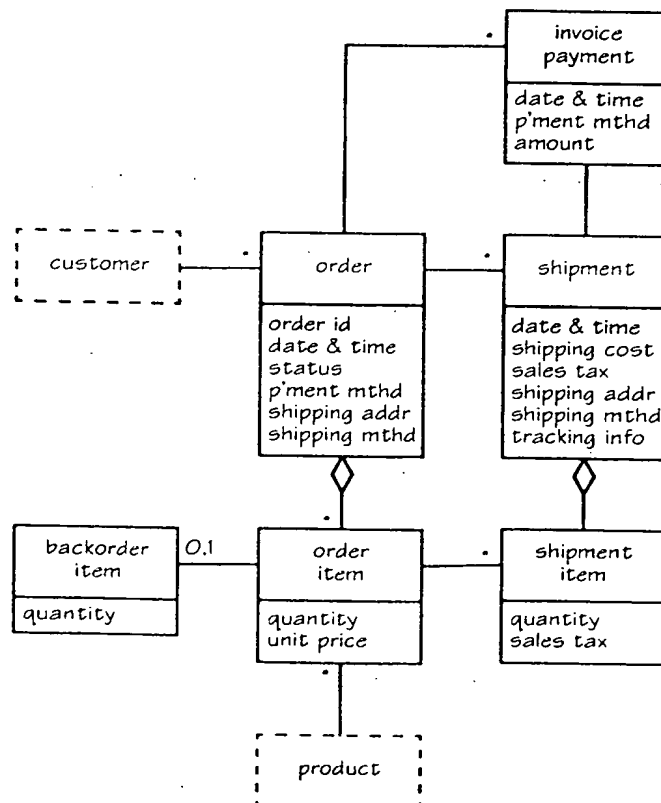 invoice
payment
date & time
p'ment mthd
amount
customer
order
order id
date & time
status
p'ment mthd
shipping addr
shipping mthd
shipment
date & time
shipping cost
sales tax
shipping addr
shipping mthd
tracking info
backorder
item
quantity
0,1
order
item
quantity
unit price
shipment
item
quantity
sales tax
product